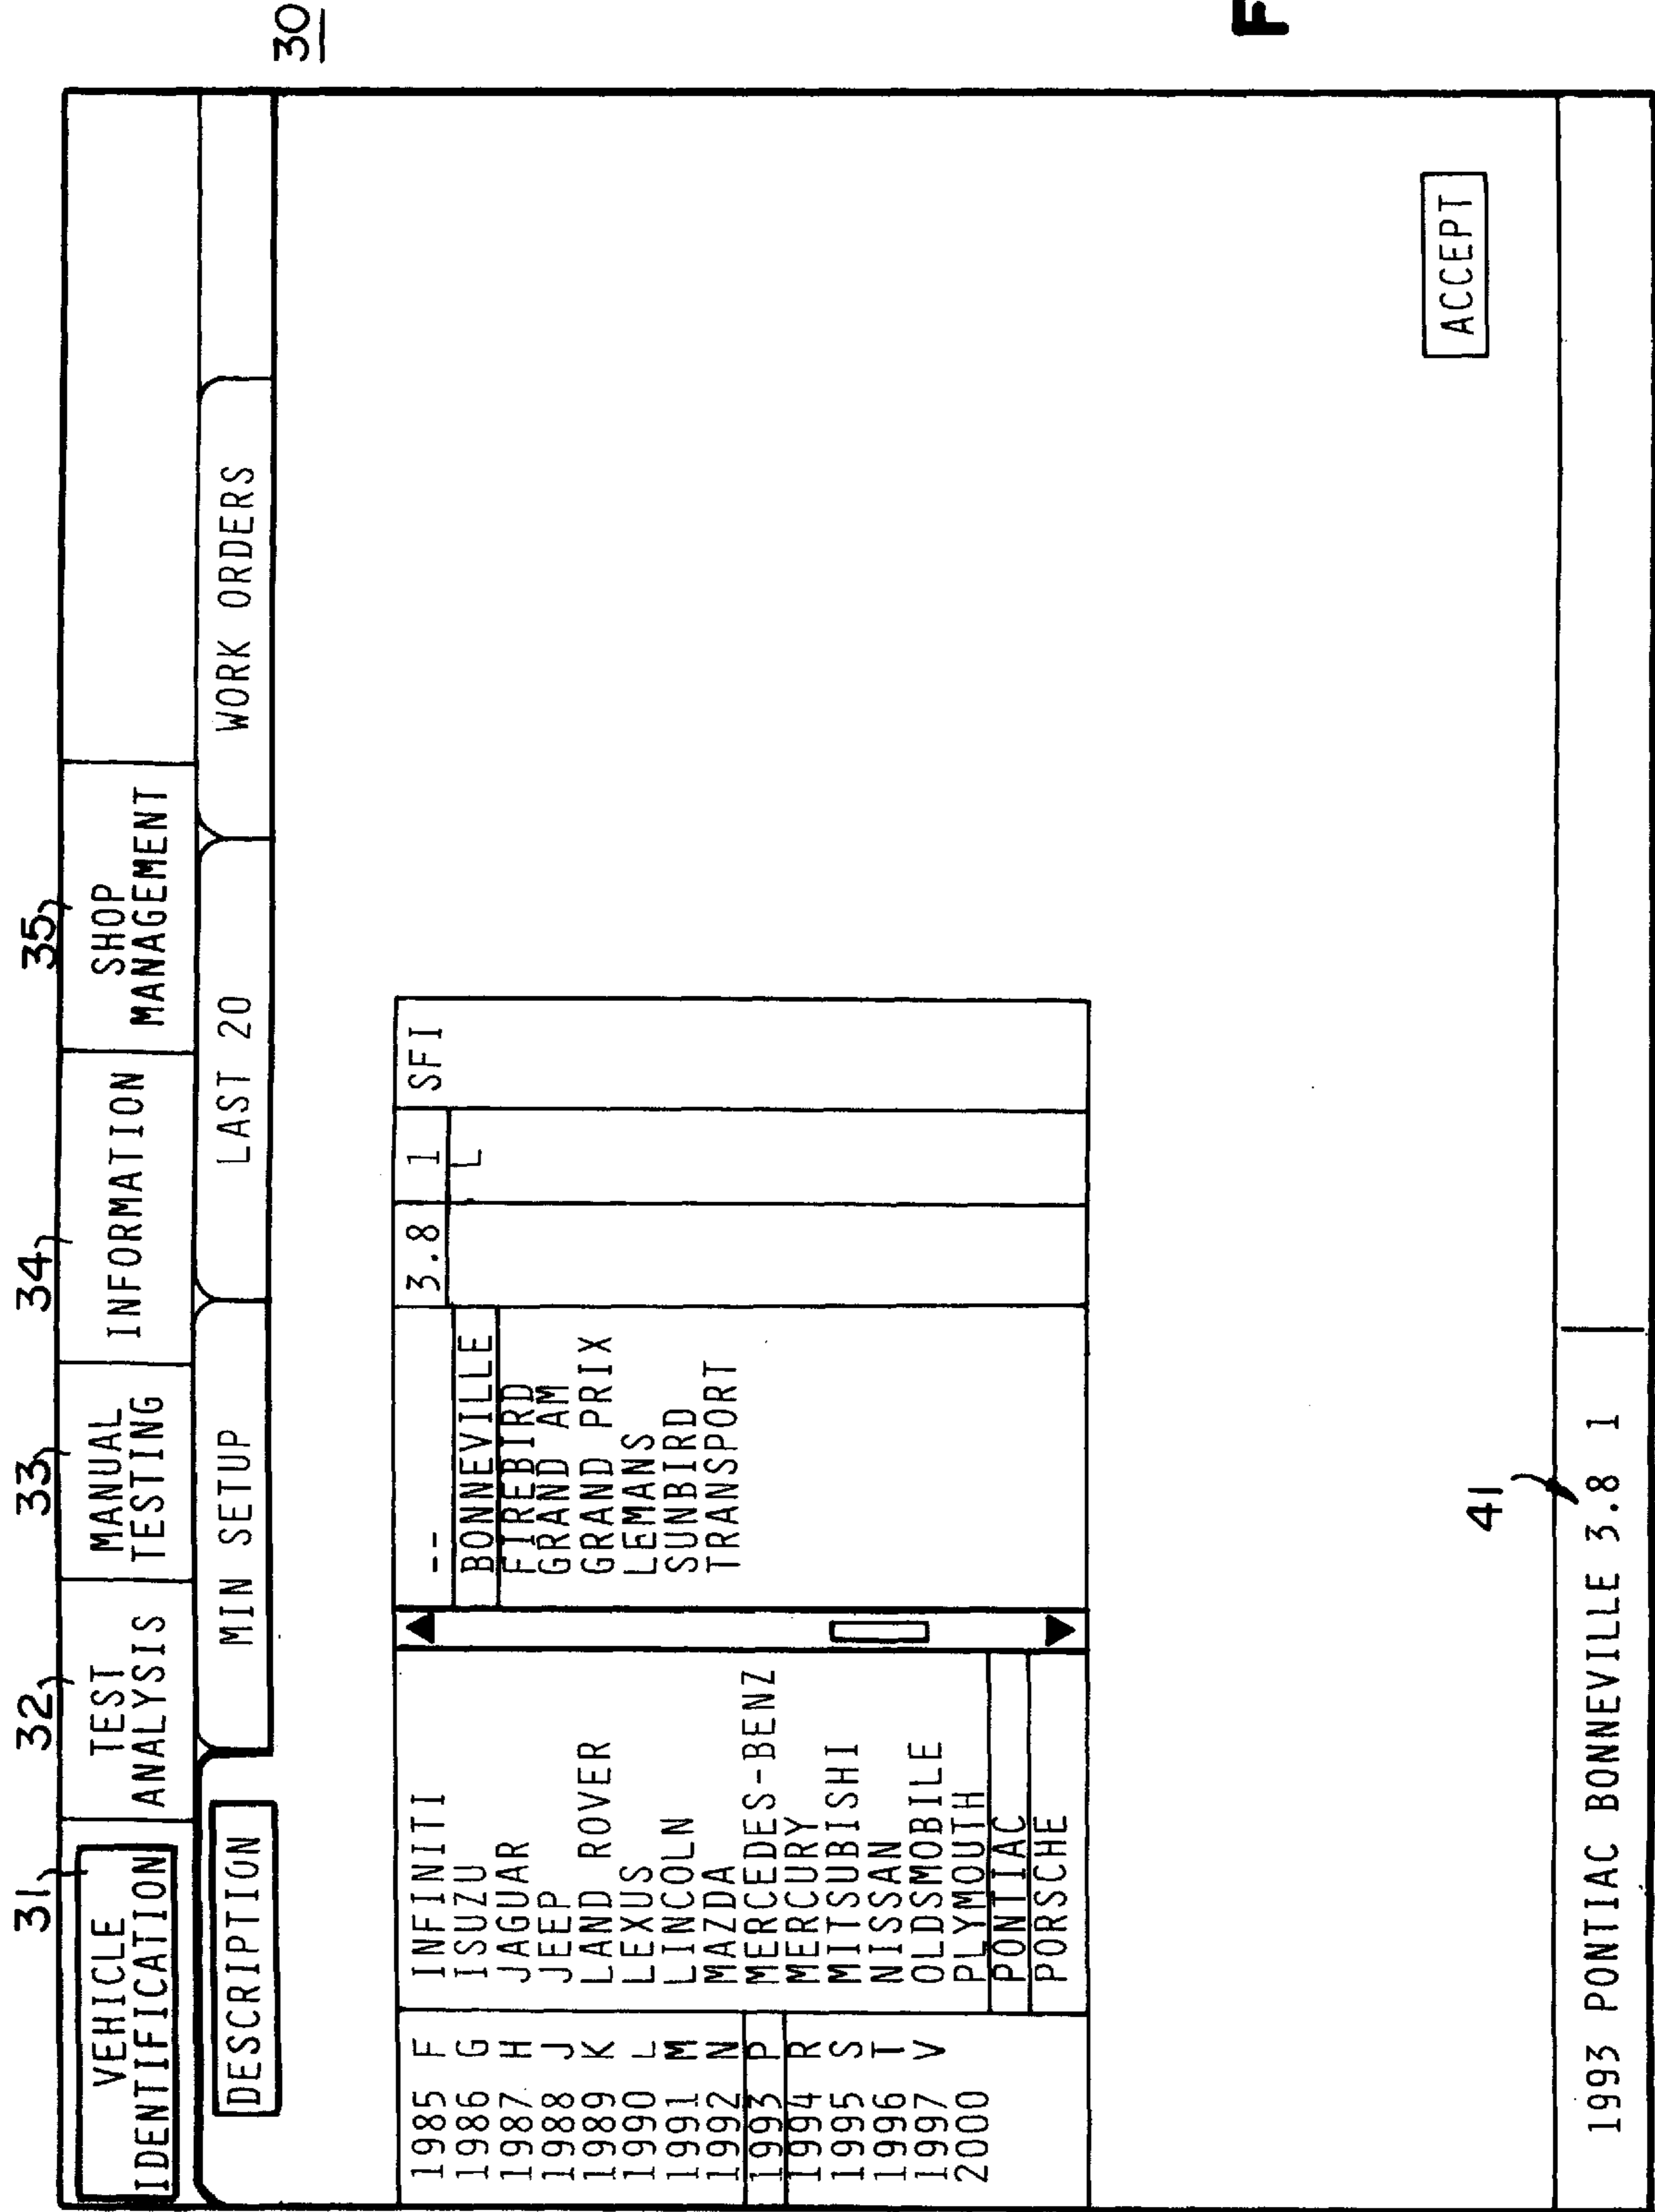 30
31
32
33
34
35
VEHICLE
IDENTIFICATION
TEST
ANALYSIS
MANUAL
TESTING
INFORMATION
SHOP
MANAGEMENT
DESCRIPTION
MIN SETUP
LAST 20
WORK ORDERS
1985 F
1986 G
1987 H
1988 J
1989 K
1990 L
1991 M
1992 N
1993 P
1994 R
1995 S
1996 T
1997 V
2000
INFINITI
ISUZU
JAGUAR
JEEP
LAND ROVER
LEXUS
LINCOLN
MAZDA
MERCEDES-BENZ
MERCURY
MITSUBISHI
NISSAN
OLDSMOBILE
PLYMOUTH
PONTIAC
PORSCHE
--
BONNEVILLE
FIREBIRD
GRAND AM
GRAND PRIX
LEMANS
SUNBIRD
TRANSPORT
3.8
1
L
SFI
ACCEPT
41
1993 PONTIAC BONNEVILLE 3.8 1
F